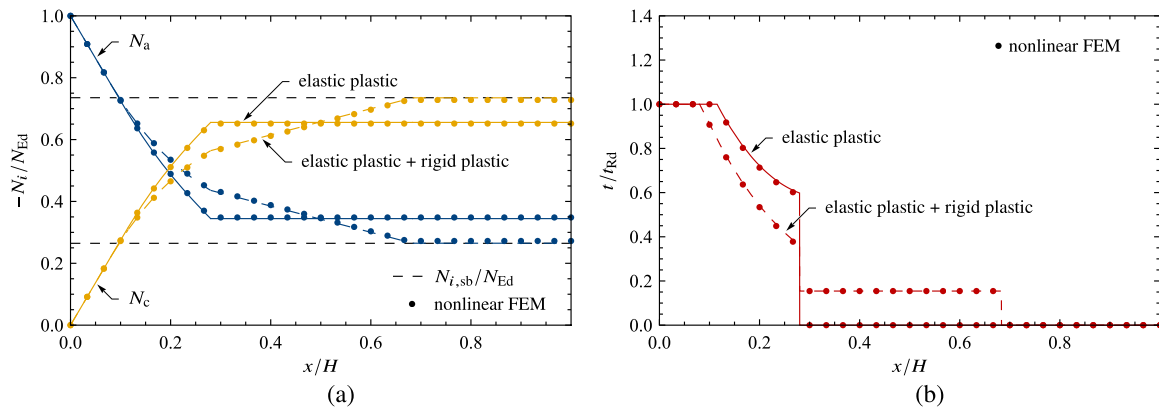 1.0
0.8
0.6
0.4
0.2
0.0
−Nᵢ/N_Ed
N_a
elastic plastic
elastic plastic + rigid plastic
N_c
N_i,sb/N_Ed
nonlinear FEM
0.0 0.2 0.4 0.6 0.8
x/H
(a)
1.4
1.2
1.0
0.8
0.6
0.4
0.2
0.0
t/t_Rd
nonlinear FEM
elastic plastic
elastic plastic + rigid plastic
0.0 0.2 0.4 0.6 0.8
x/H
(b)